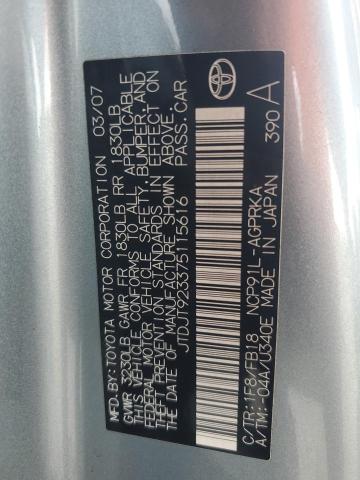 MFD.BY:TOYOTA MOTOR CORPORATION 03/07
GVWR 3230LB GAWR FR 1830LB RR 1830LB
THIS VEHICLE CONFORMS TO ALL APPLICABLE
FEDERAL MOTOR VEHICLE SAFETY, BUMPER, AND
THEFT PREVENTION STANDARDS IN EFFECT ON
THE DATE OF MANUFACTURE SHOWN ABOVE.
JTDJT923375115616 PASS.CAR
C/TR: 1F8/FB18 NCP91L-AGPRKA
A/TM: -04A/U340E MADE IN JAPAN 390 A